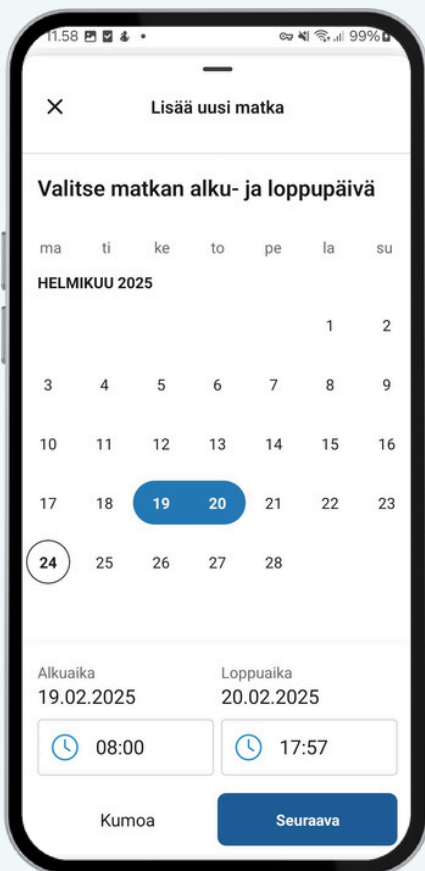 11.58 99%
Lisää uusi matka
Valitse matkan alku- ja loppupäivä
ma ti ke to pe la su
HELMIKUU 2025
1 2
3 4 5 6 7 8 9
10 11 12 13 14 15 16
17 18 19 20 21 22 23
24 25 26 27 28
Alkuaika Loppuaika
19.02.2025 20.02.2025
08:00 17:57
Kumoa Seuraava